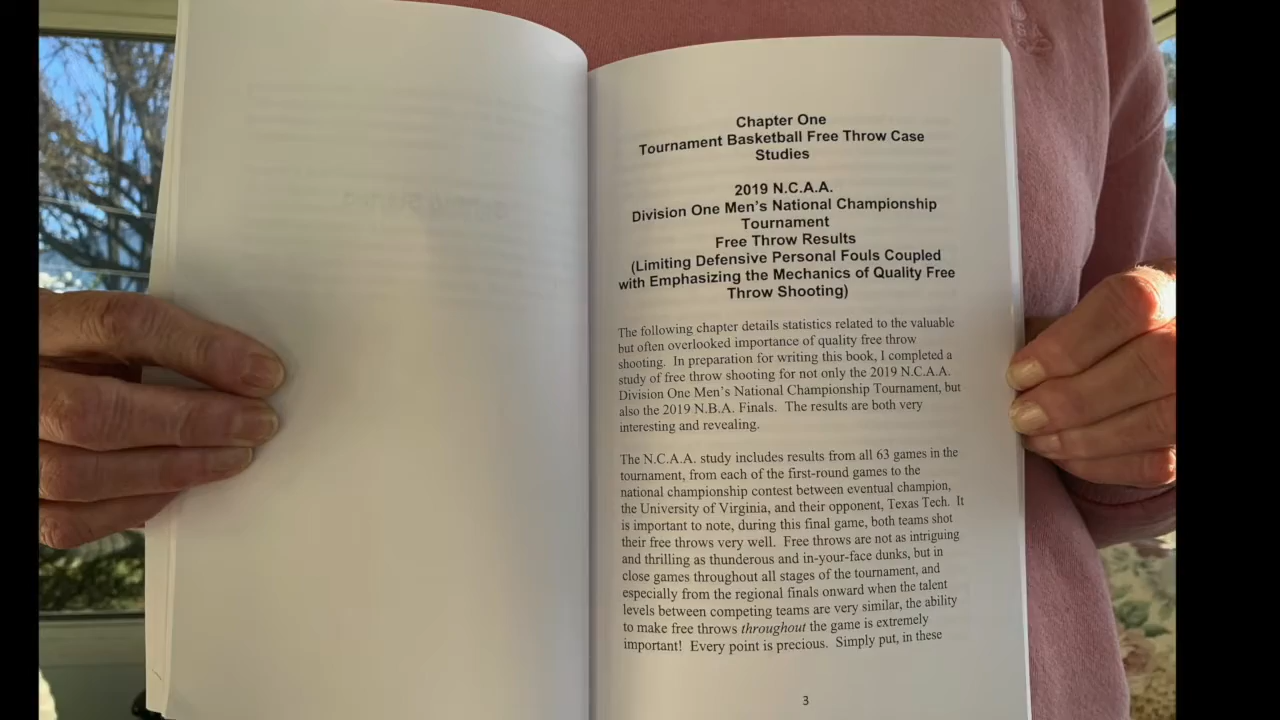 Chapter One
Tournament Basketball Free Throw Case
Studies
2019 N.C.A.A.
Division One Men's National Championship
Tournament
Free Throw Results
(Limiting Defensive Personal Fouls Coupled
with Emphasizing the Mechanics of Quality Free
Throw Shooting)
The following chapter details statistics related to the valuable
but often overlooked importance of quality free throw
shooting. In preparation for writing this book, I completed a
study of free throw shooting for not only the 2019 N.C.A.A.
Division One Men's National Championship Tournament, but
also the 2019 N.B.A. Finals. The results are both very
interesting and revealing.
The N.C.A.A. study includes results from all 63 games in the
tournament, from each of the first-round games to the
national championship contest between eventual champion,
the University of Virginia, and their opponent, Texas Tech. It
is important to note, during this final game, both teams shot
their free throws very well. Free throws are not as intriguing
and thrilling as thunderous and in-your-face dunks, but in
close games throughout all stages of the tournament, and
especially from the regional finals onward when the talent
levels between competing teams are very similar, the ability
to make free throws throughout the game is extremely
important! Every point is precious. Simply put, in these
3